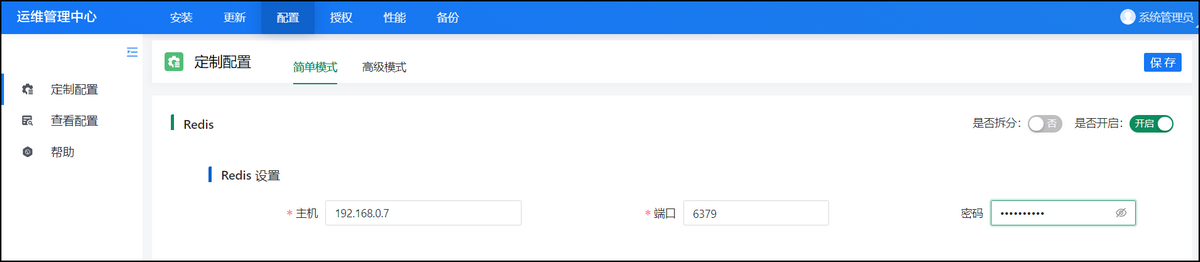 运维管理中心 安装 更新 配置 授权 性能 备份 系统管理员
定制配置 简单模式 高级模式 保存
定制配置
查看配置
帮助
Redis 是否拆分: 否 是否开启: 开启
Redis 设置
* 主机 192.168.0.7 * 端口 6379 密码 ••••••••••